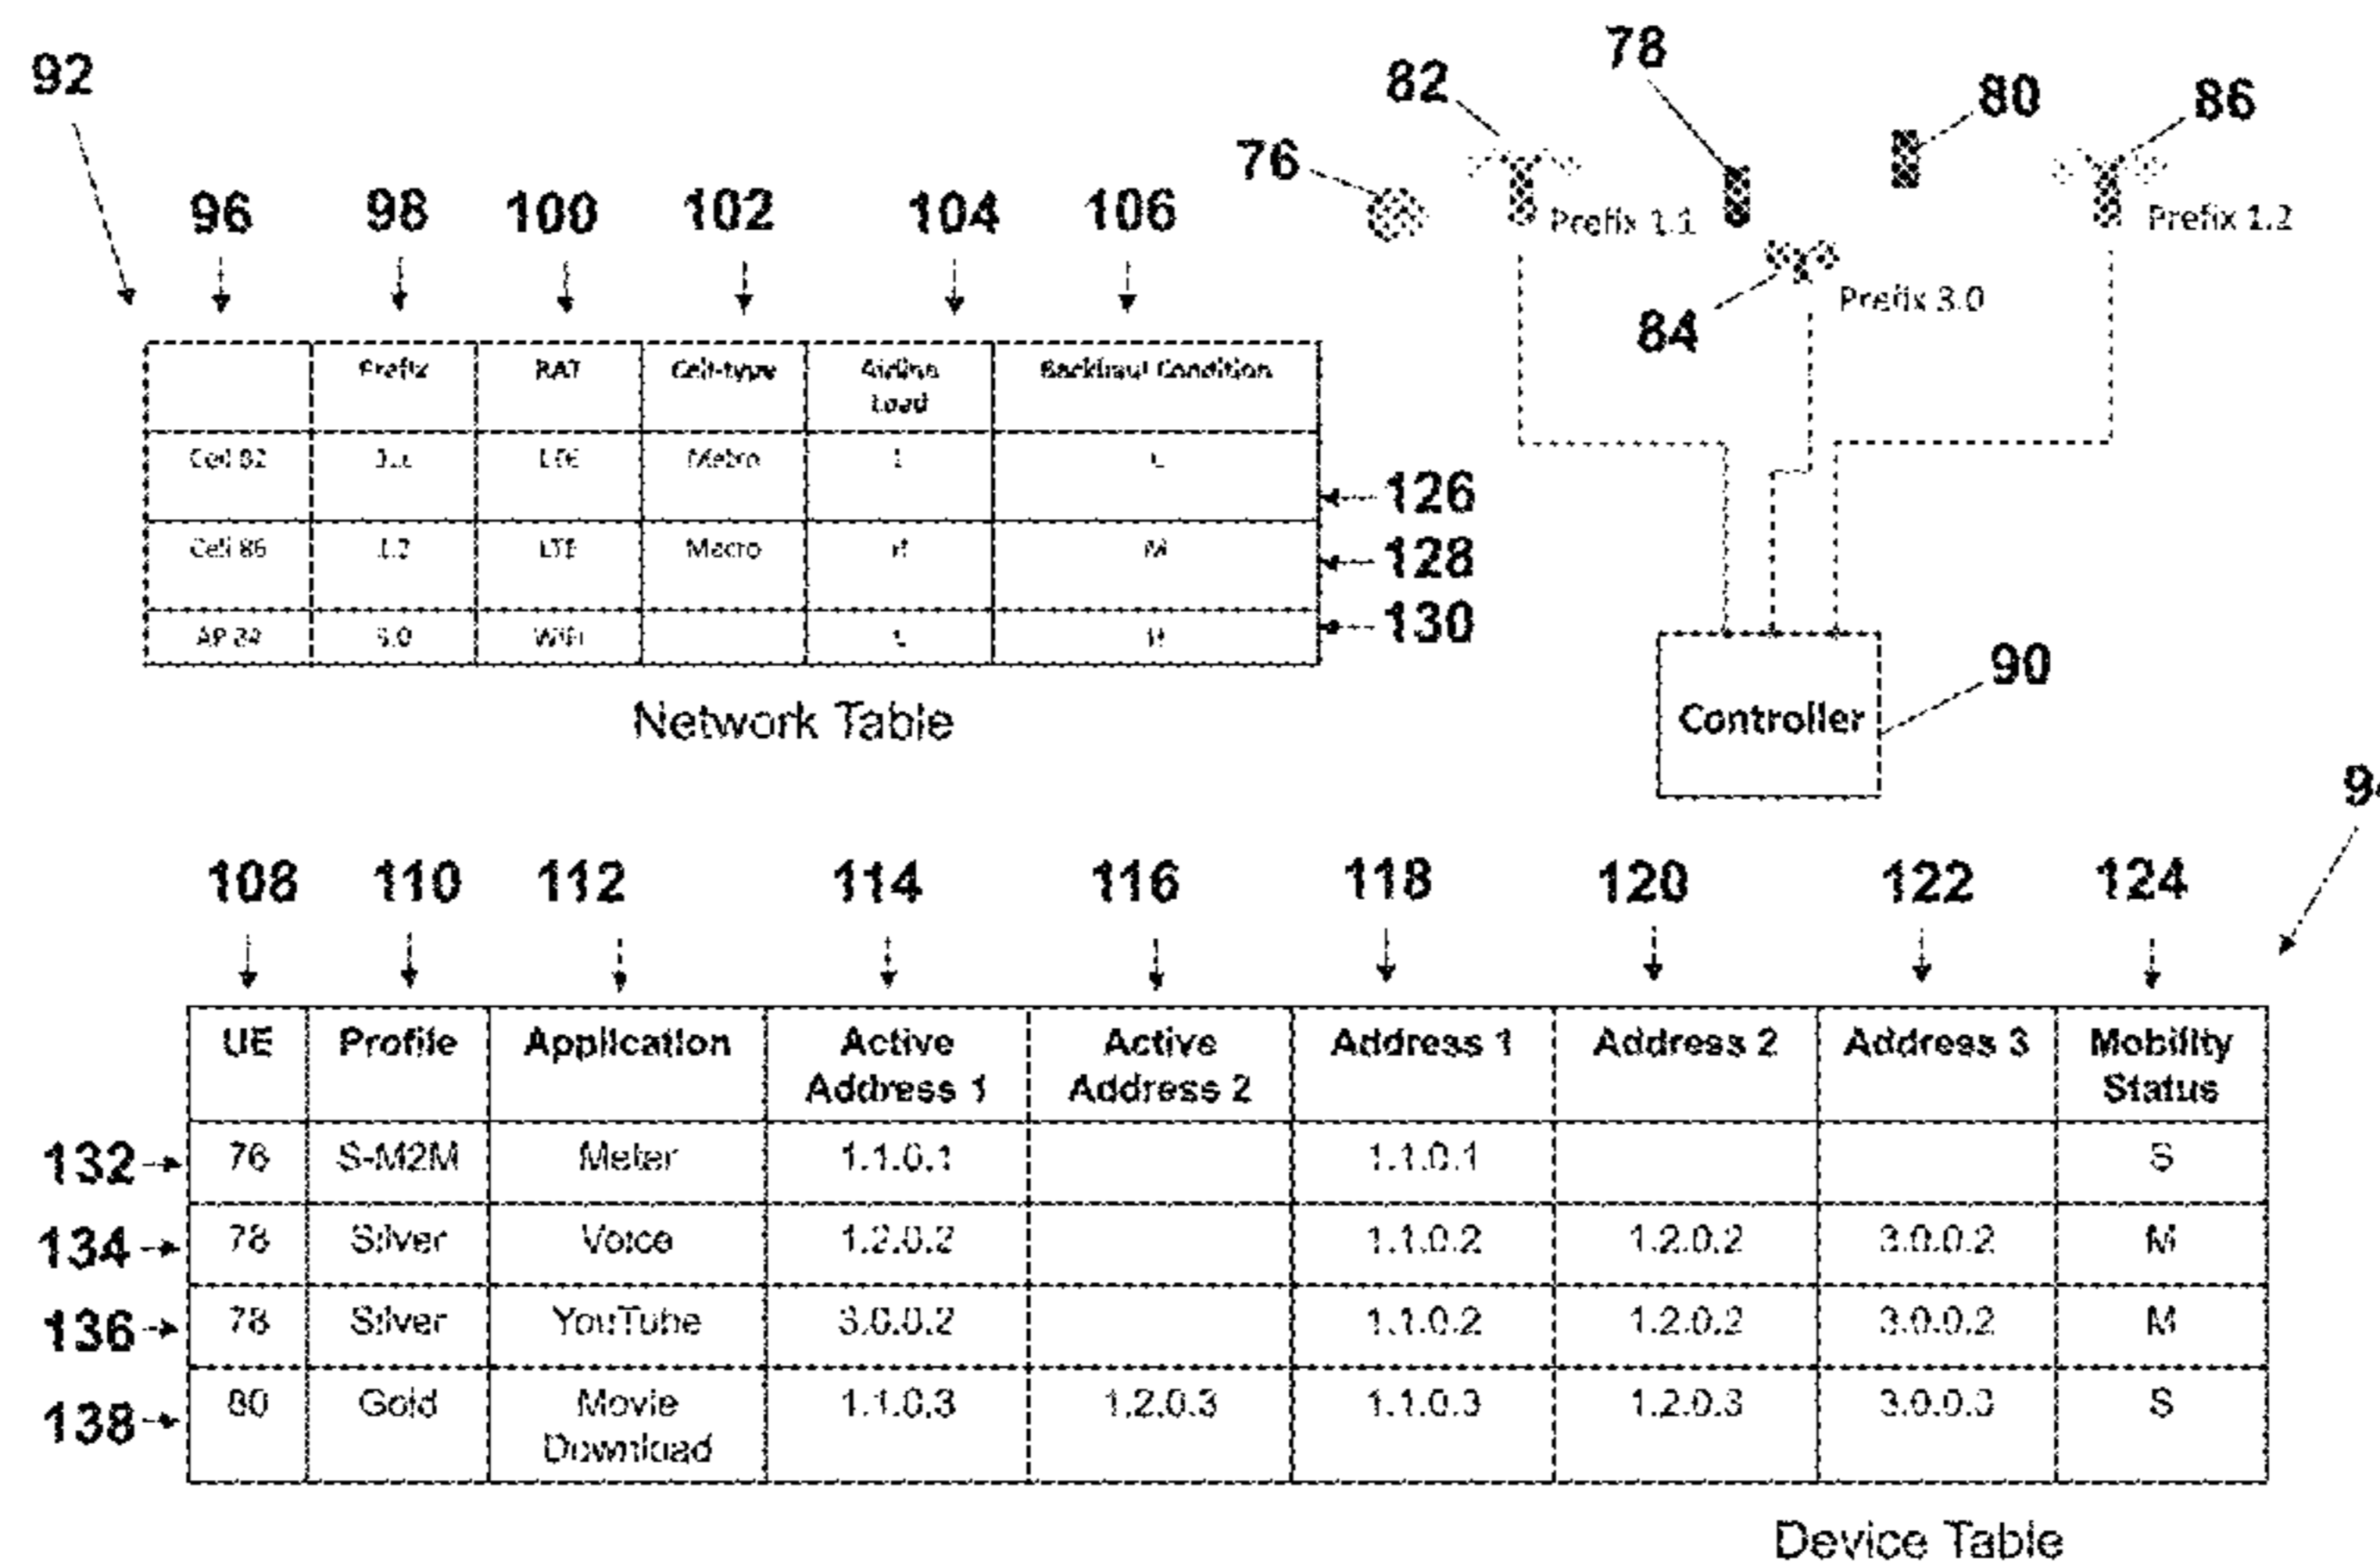 92
82
78
80
86
76
96 98 100 102 104 106
Prefix 1.1
Prefix 1.2
84
Prefix 3.0
Prefix RAT Cell-type Load Backhaul Condition
Cell 82 LTE
126
Cell 86 LTE Macro H M
128
WiFi
130
Network Table
Controller
90
108 110 112 114 116 118 120 122 124
UE Profile Application Active Active Address 1 Address 2 Address 3 Mobility
Address 1 Address 2 Status
132 76 S-M2M Meter 1.1.0.1 1.1.0.1 S
134 78 Silver Voice 1.2.0.2 1.1.0.2 1.2.0.2 3.0.0.2 M
136 78 Silver YouTube 3.0.0.2 1.1.0.2 1.2.0.2 3.0.0.2 M
138 80 Gold Movie 1.1.0.3 1.2.0.3 1.1.0.3 1.2.0.3 3.0.0.3 S
Download
Device Table